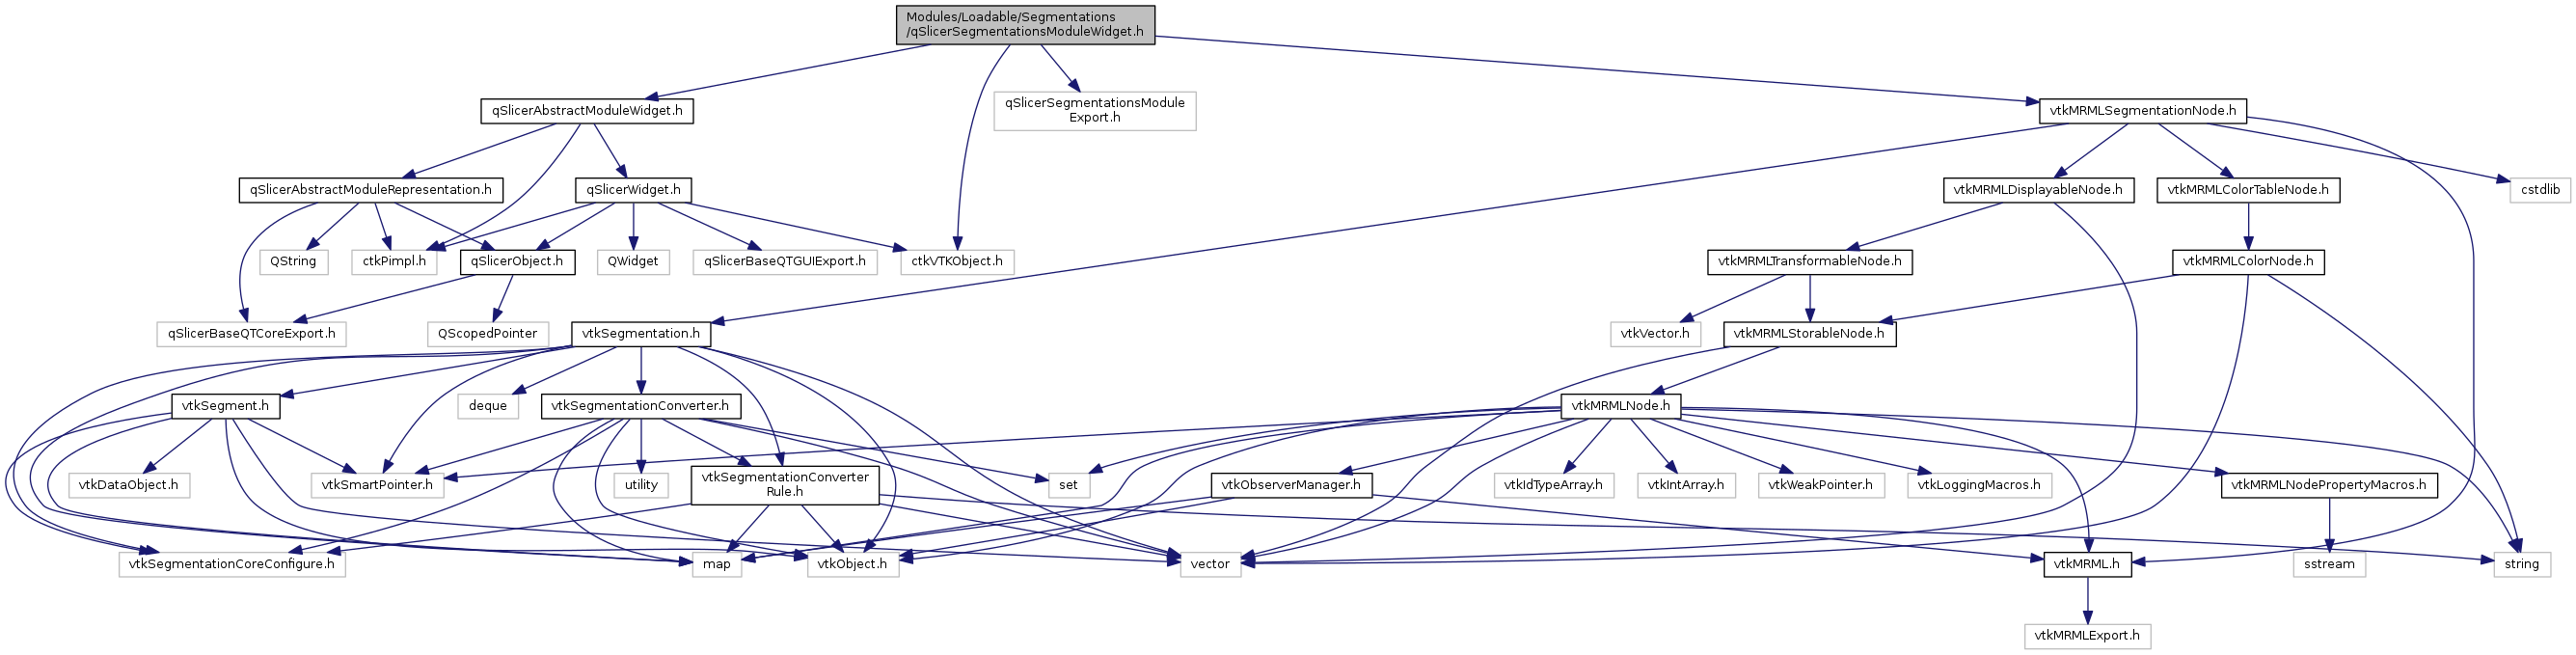 Modules/Loadable/Segmentations
/qSlicerSegmentationsModuleWidget.h
qSlicerAbstractModuleWidget.h
qSlicerSegmentationsModule
Export.h
vtkMRMLSegmentationNode.h
qSlicerAbstractModuleRepresentation.h
qSlicerWidget.h
vtkMRMLDisplayableNode.h
vtkMRMLColorTableNode.h
cstdlib
QString
ctkPimpl.h
qSlicerObject.h
QWidget
qSlicerBaseQTGUIExport.h
ctkVTKObject.h
vtkMRMLTransformableNode.h
vtkMRMLColorNode.h
qSlicerBaseQTCoreExport.h
QScopedPointer
vtkSegmentation.h
vtkVector.h
vtkMRMLStorableNode.h
vtkSegment.h
deque
vtkSegmentationConverter.h
vtkMRMLNode.h
vtkDataObject.h
vtkSmartPointer.h
utility
vtkSegmentationConverter
Rule.h
set
vtkObserverManager.h
vtkIdTypeArray.h
vtkIntArray.h
vtkWeakPointer.h
vtkLoggingMacros.h
vtkMRMLNodePropertyMacros.h
vtkSegmentationCoreConfigure.h
map
vtkObject.h
vector
vtkMRML.h
sstream
string
vtkMRMLExport.h